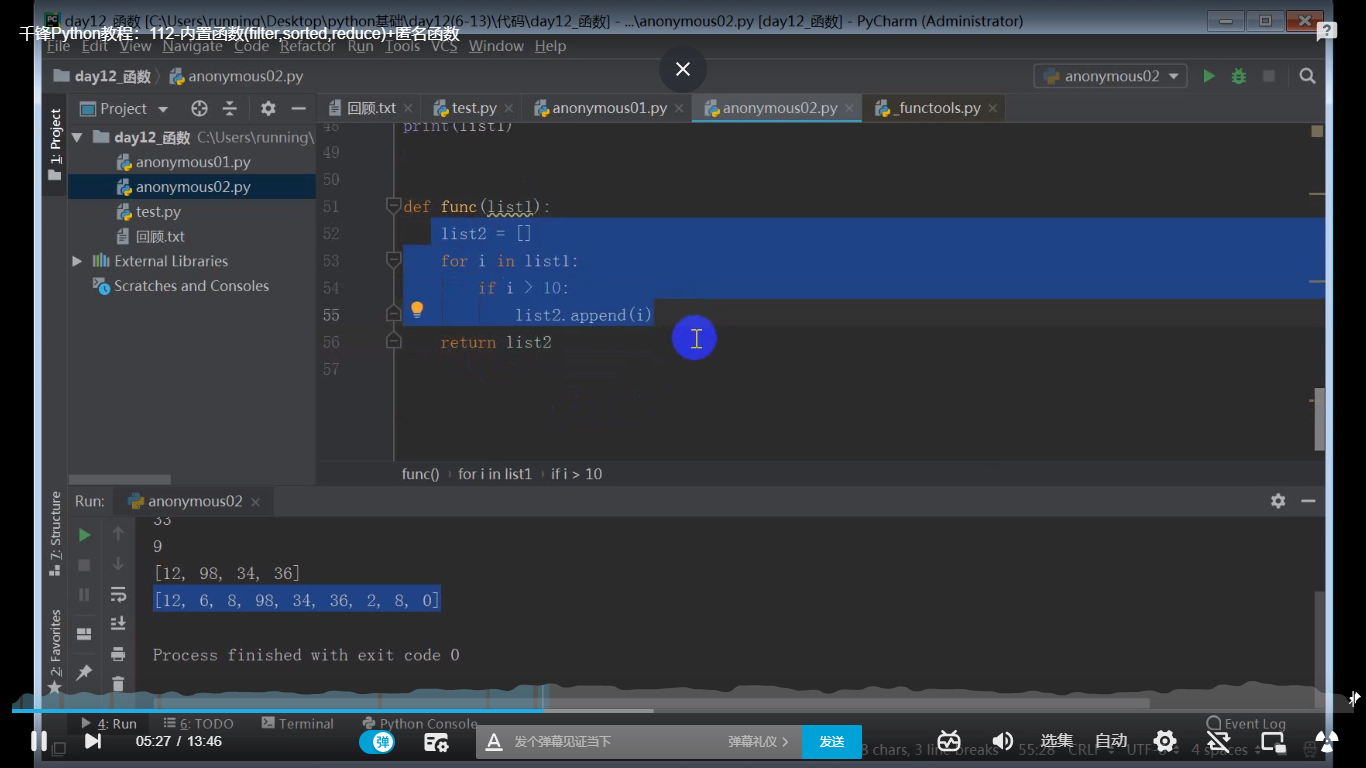 day12_函数 [C:\Users\running\Desktop\python基础\day12(6-13)\代码\day12_函数] - ...\anonymous02.py [day12_函数] - PyCharm (Administrator)
千锋Python教程：112-内置函数(filter,sorted,reduce)+匿名函数
File Edit View Navigate Code Refactor Run Tools VCS Window Help
day12_函数 anonymous02.py anonymous02
Project 回顾.txt test.py anonymous01.py anonymous02.py _functools.py
1: Project
day12_函数 C:\Users\running\
anonymous01.py
anonymous02.py
test.py
回顾.txt
External Libraries
Scratches and Consoles
48 print(list1)
49
50
51 def func(list1):
52 list2 = []
53 for i in list1:
54 if i > 10:
55 list2.append(i)
56 return list2
57
func() › for i in list1 › if i > 10
Run: anonymous02
7: Structure
2: Favorites
33
9
[12, 98, 34, 36]
[12, 6, 8, 98, 34, 36, 2, 8, 0]
Process finished with exit code 0
4: Run 6: TODO Terminal Python Console Event Log
05:27 / 13:46 弹 A 发个弹幕见证当下 弹幕礼仪 > 发送 选集 自动
8 chars, 3 line breaks 55:28 CRLF UTF-8 4 spaces